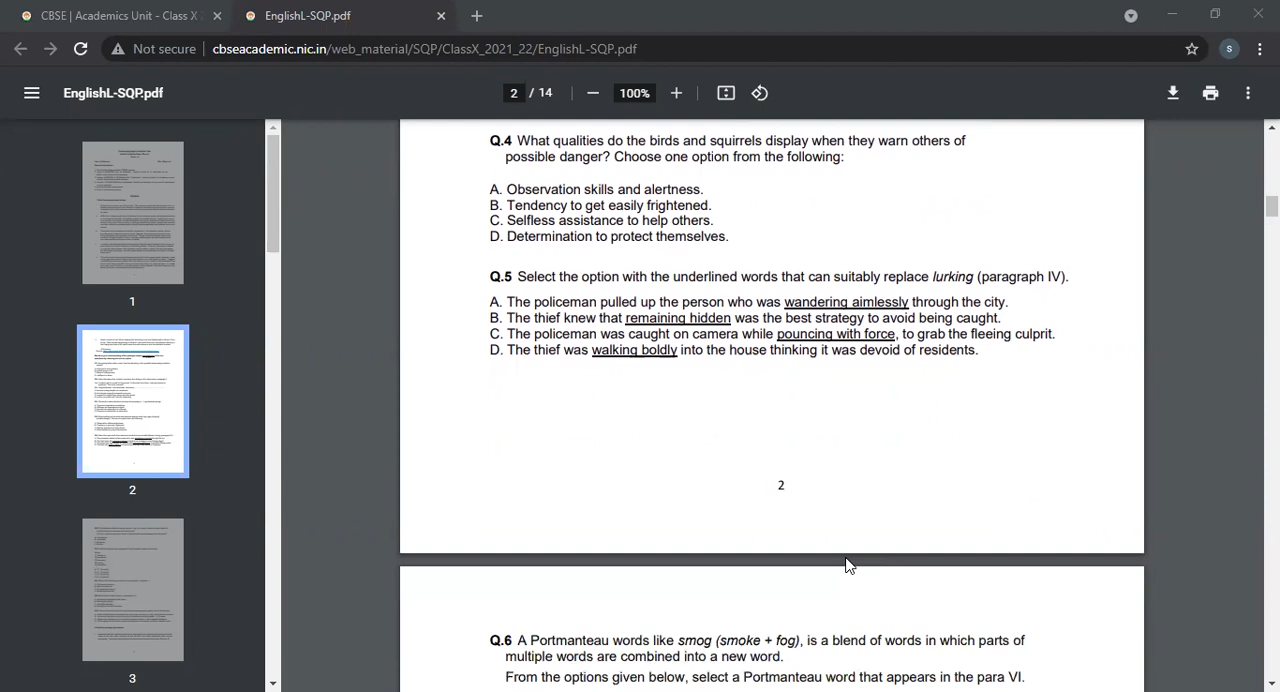 CBSE | Academics Unit - Class X 2
EnglishL-SQP.pdf
Not secure | cbseacademic.nic.in/web_material/SQP/ClassX_2021_22/EnglishL-SQP.pdf
S
EnglishL-SQP.pdf
2 / 14
100%
Q.4 What qualities do the birds and squirrels display when they warn others of
possible danger? Choose one option from the following:
A. Observation skills and alertness.
B. Tendency to get easily frightened.
C. Selfless assistance to help others.
D. Determination to protect themselves.
Q.5 Select the option with the underlined words that can suitably replace lurking (paragraph IV).
A. The policeman pulled up the person who was wandering aimlessly through the city.
B. The thief knew that remaining hidden was the best strategy to avoid being caught.
C. The policeman was caught on camera while pouncing with force, to grab the fleeing culprit.
D. The thief was walking boldly into the house thinking it was devoid of residents.
2
Q.6 A Portmanteau words like smog (smoke + fog), is a blend of words in which parts of
multiple words are combined into a new word.
From the options given below, select a Portmanteau word that appears in the para VI.
1
2
3